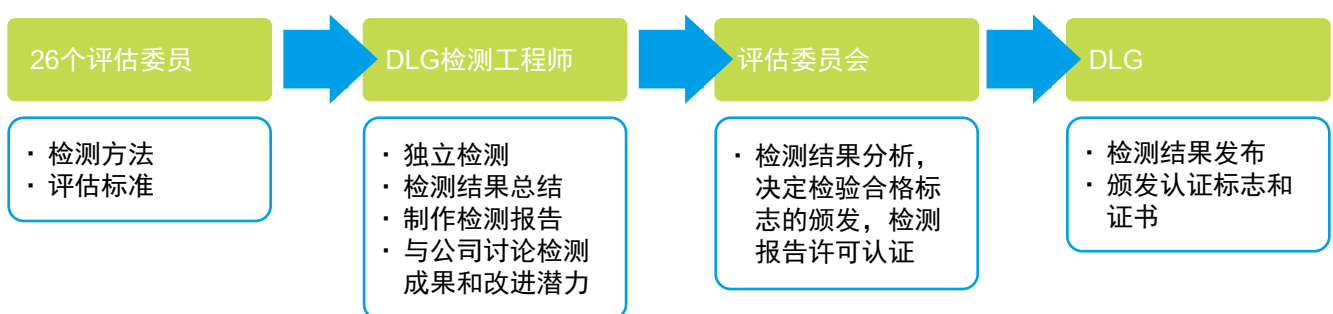 26个评估委员
DLG检测工程师
评估委员会
DLG
· 检测方法
· 评估标准
· 独立检测
· 检测结果总结
· 制作检测报告
· 与公司讨论检测
成果和改进潜力
· 检测结果分析，
决定检验合格标
志的颁发，检测
报告许可认证
· 检测结果发布
· 颁发认证标志和
证书